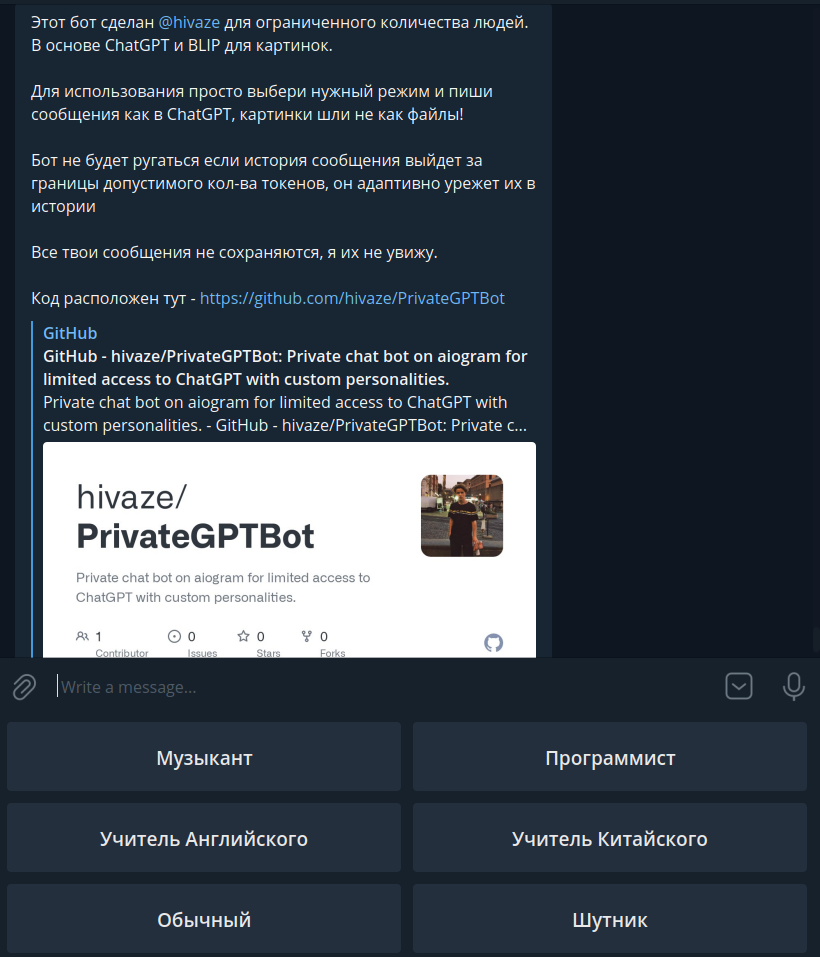 Этот бот сделан @hivaze для ограниченного количества людей.
В основе ChatGPT и BLIP для картинок.
Для использования просто выбери нужный режим и пиши
сообщения как в ChatGPT, картинки шли не как файлы!
Бот не будет ругаться если история сообщения выйдет за
границы допустимого кол-ва токенов, он адаптивно урежет их в
истории
Все твои сообщения не сохраняются, я их не увижу.
Код расположен тут - https://github.com/hivaze/PrivateGPTBot
GitHub
GitHub - hivaze/PrivateGPTBot: Private chat bot on aiogram for
limited access to ChatGPT with custom personalities.
Private chat bot on aiogram for limited access to ChatGPT with
custom personalities. - GitHub - hivaze/PrivateGPTBot: Private c...
hivaze/
PrivateGPTBot
Private chat bot on aiogram for limited access to
ChatGPT with custom personalities.
1 0 0 0
Contributor Issues Stars Forks
Write a message...
Музыкант Программист
Учитель Английского Учитель Китайского
Обычный Шутник